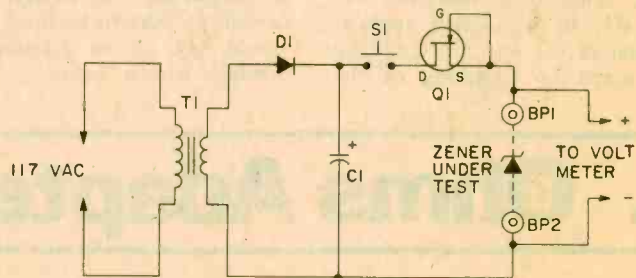 G
D1
S1
D
S
Q1
T1
BP1
+
117 VAC
+
C1
ZENER
UNDER
TEST
TO VOLT
METER
BP2
-